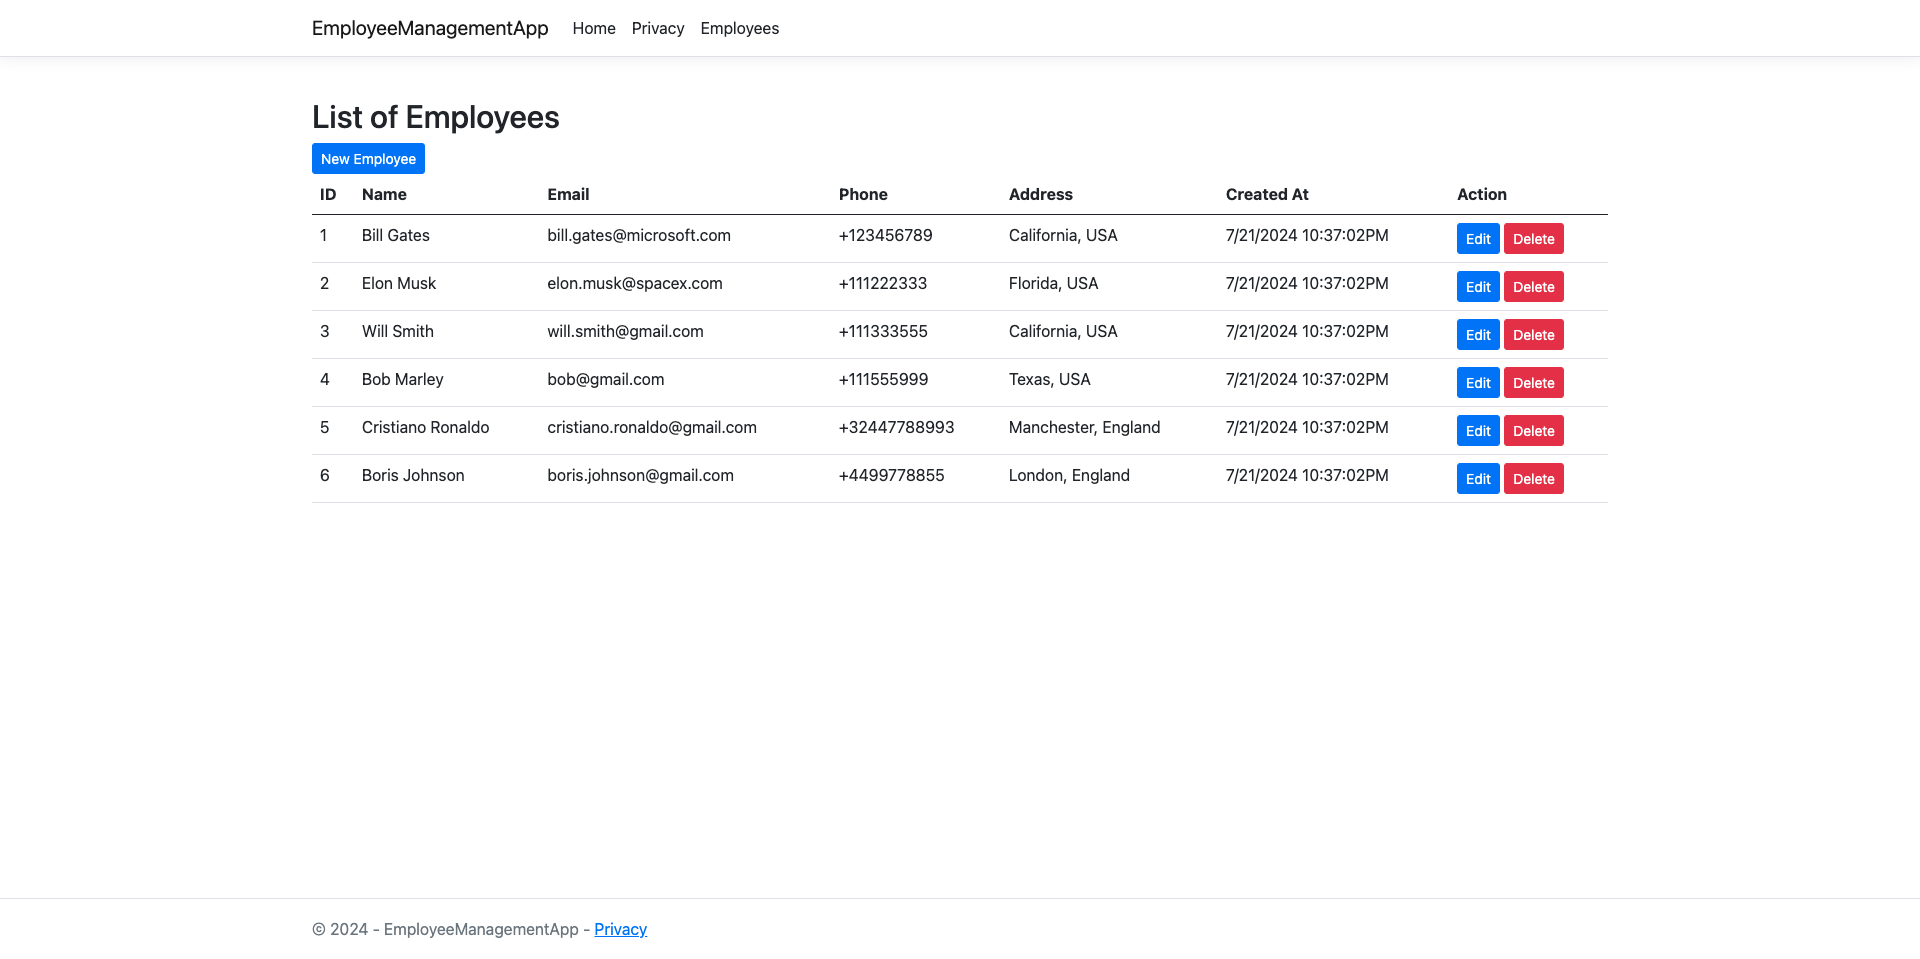 EmployeeManagementApp Home Privacy Employees
List of Employees
New Employee
ID Name Email Phone Address Created At Action
1 Bill Gates bill.gates@microsoft.com +123456789 California, USA 7/21/2024 10:37:02PM Edit Delete
2 Elon Musk elon.musk@spacex.com +111222333 Florida, USA 7/21/2024 10:37:02PM Edit Delete
3 Will Smith will.smith@gmail.com +111333555 California, USA 7/21/2024 10:37:02PM Edit Delete
4 Bob Marley bob@gmail.com +111555999 Texas, USA 7/21/2024 10:37:02PM Edit Delete
5 Cristiano Ronaldo cristiano.ronaldo@gmail.com +32447788993 Manchester, England 7/21/2024 10:37:02PM Edit Delete
6 Boris Johnson boris.johnson@gmail.com +4499778855 London, England 7/21/2024 10:37:02PM Edit Delete
© 2024 - EmployeeManagementApp - Privacy